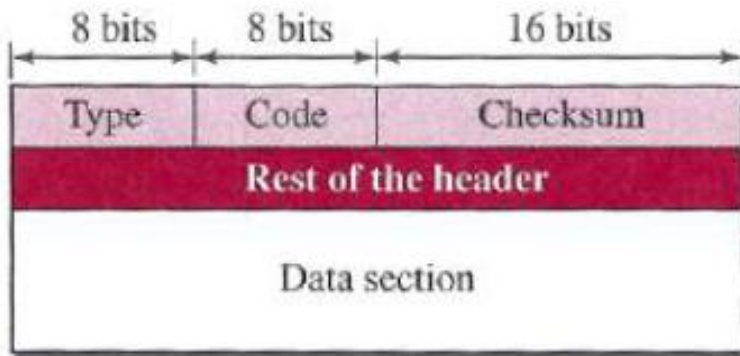 8 bits 8 bits 16 bits
Type Code Checksum
Rest of the header
Data section